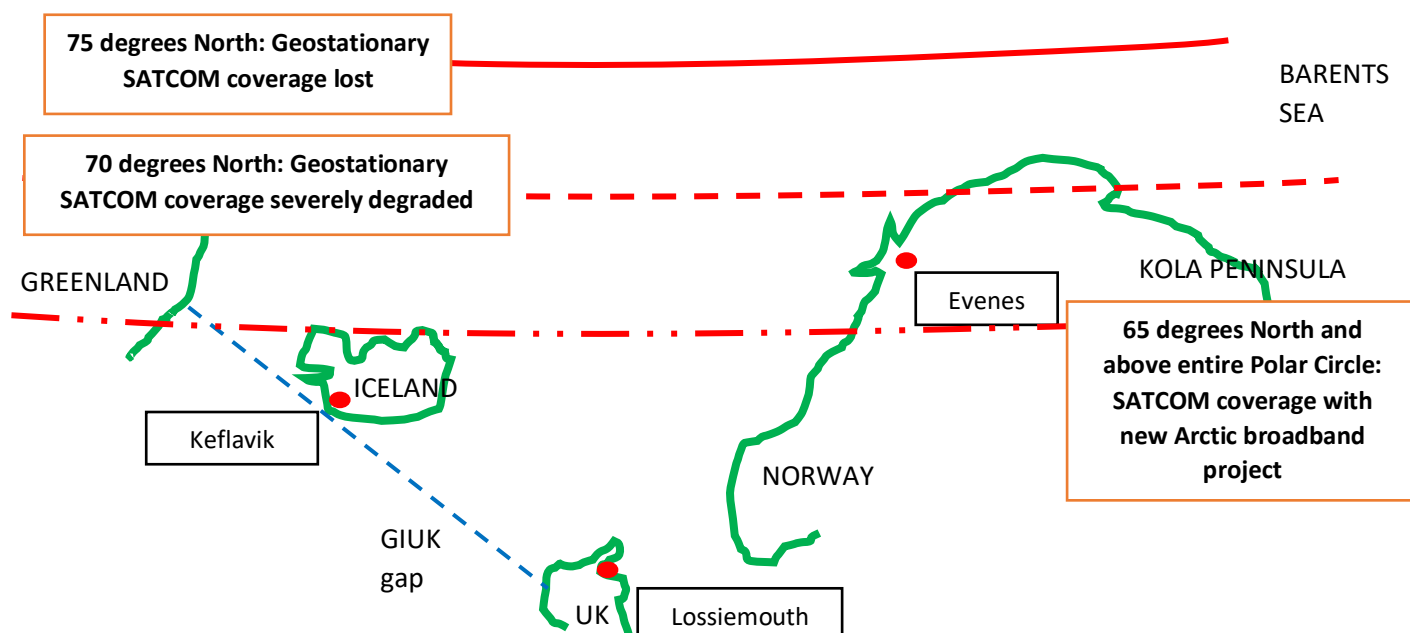 75 degrees North: Geostationary
SATCOM coverage lost
BARENTS
SEA
70 degrees North: Geostationary
SATCOM coverage severely degraded
GREENLAND
KOLA PENINSULA
Evenes
65 degrees North and
above entire Polar Circle:
SATCOM coverage with
new Arctic broadband
project
ICELAND
Keflavik
NORWAY
GIUK
gap
UK
Lossiemouth